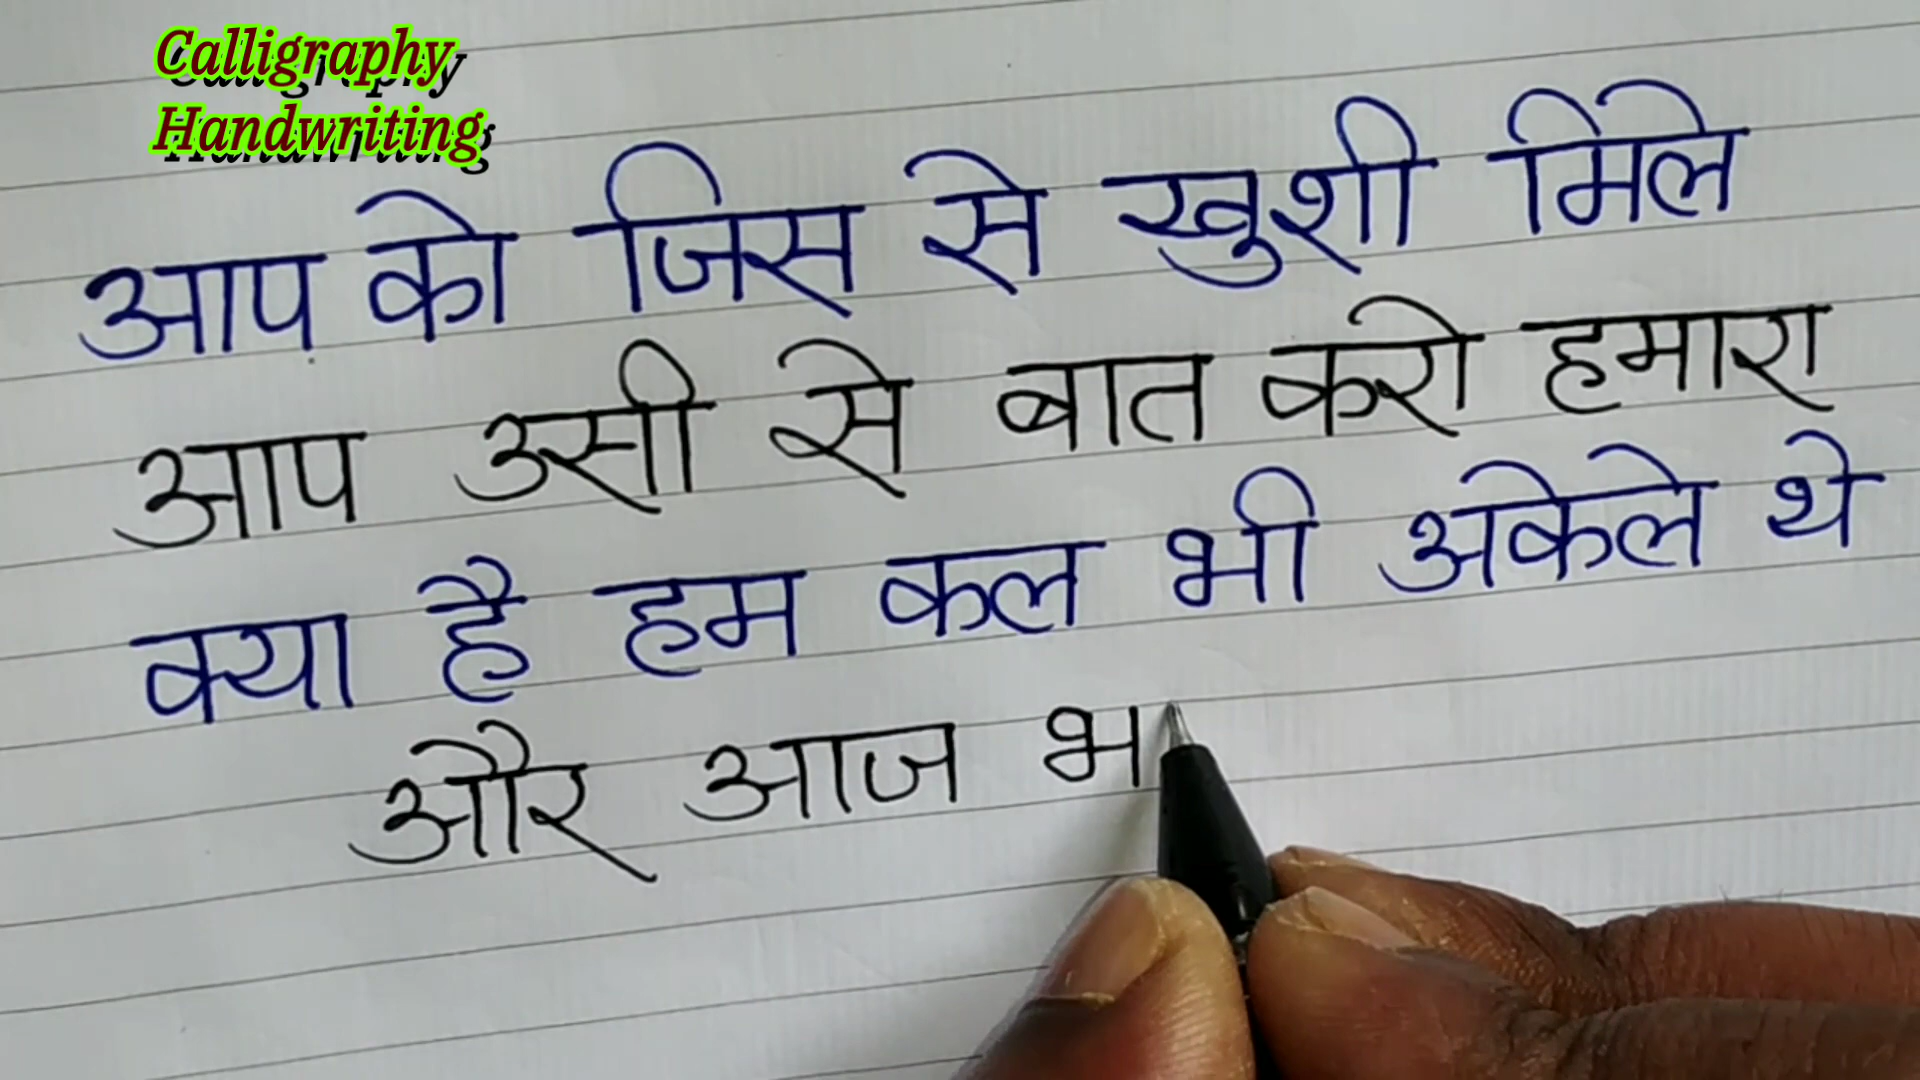 Calligraphy
Handwriting
आप को जिस से खुशी मिले
आप उसी से बात करो हमारा
क्या है हम कल भी अकेले थे
और आज भ